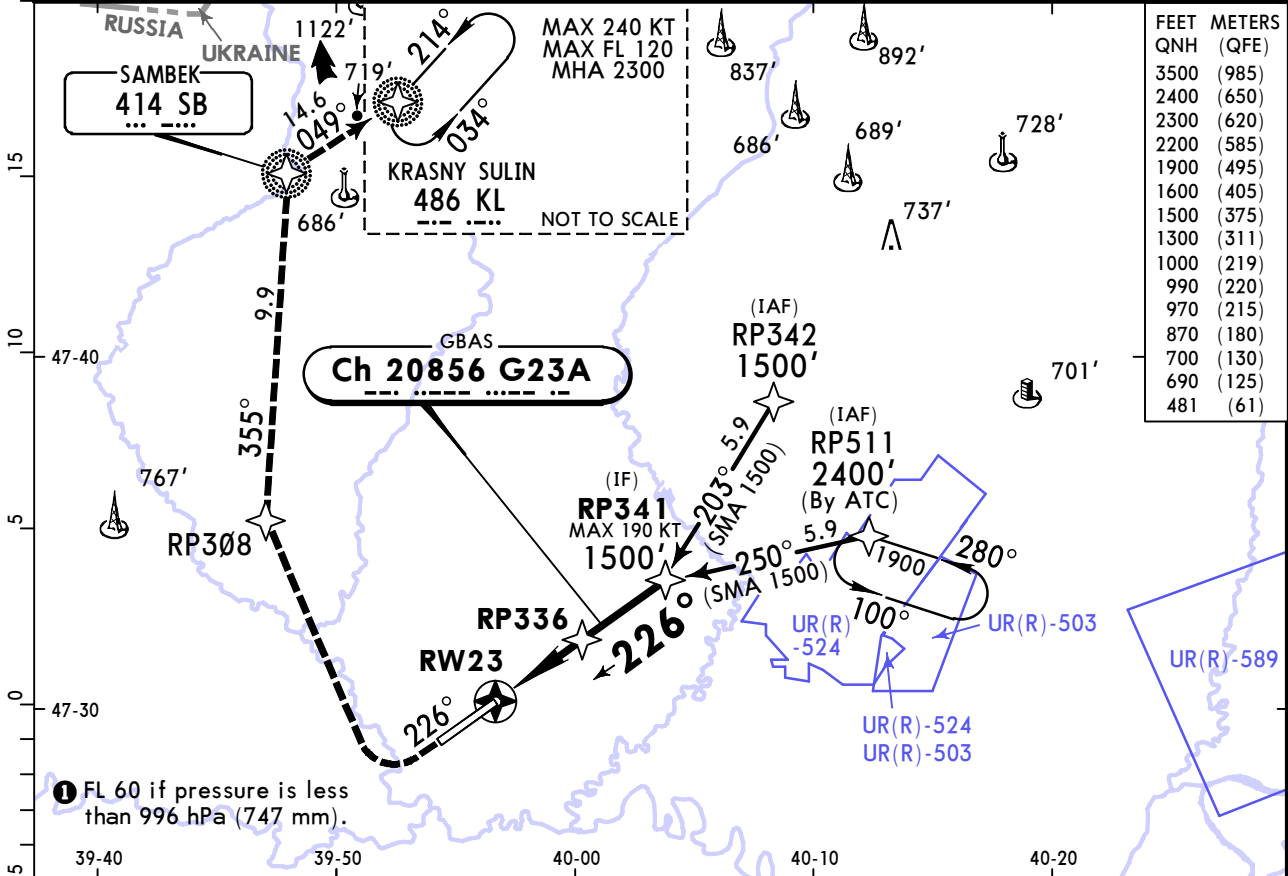 RUSSIA
UKRAINE
1122'
719'
SAMBEK
414 SB
14.6
049°
686'
214°
034°
MAX 240 KT
MAX FL 120
MHA 2300
KRASNY SULIN
486 KL
NOT TO SCALE
837'
892'
686'
689'
728'
737'
701'
FEET METERS
QNH (QFE)
3500 (985)
2400 (650)
2300 (620)
2200 (585)
1900 (495)
1600 (405)
1500 (375)
1300 (311)
1000 (219)
990 (220)
970 (215)
870 (180)
700 (130)
690 (125)
481 (61)
15
10
5
0
5
47-40
47-30
9.9
355°
GBAS
Ch 20856 G23A
(IAF)
RP342
1500'
5.9
203°
(SMA 1500)
(IAF)
RP511
2400'
(By ATC)
5.9
250°
(SMA 1500)
1900
280°
100°
(IF)
RP341
MAX 190 KT
1500'
767'
RP3Ø8
RP336
226°
RW23
226°
UR(R)
-524
UR(R)-503
UR(R)-589
UR(R)-524
UR(R)-503
1 FL 60 if pressure is less
than 996 hPa (747 mm).
39-40
39-50
40-00
40-10
40-20